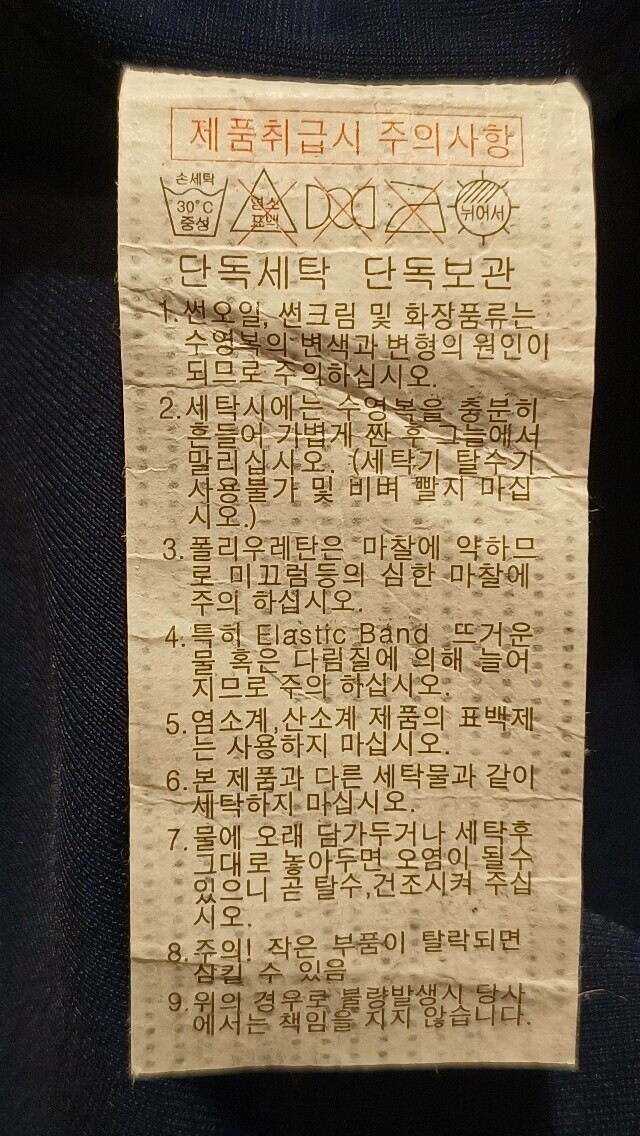 제품취급시 주의사항
손세탁
30°C
중성
염소
표백
뉘어서
단독세탁 단독보관
1. 썬오일, 썬크림 및 화장품류는
수영복의 변색과 변형의 원인이
되므로 주의하십시오.
2. 세탁시에는 수영복을 충분히
흔들어 가볍게 짠 후 그늘에서
말리십시오. (세탁기 탈수기
사용불가 및 비벼 빨지 마십
시오.)
3. 폴리우레탄은 마찰에 약하므
로 미끄럼등의 심한 마찰에
주의 하십시오.
4. 특히 Elastic Band 뜨거운
물 혹은 다림질에 의해 늘어
지므로 주의 하십시오.
5. 염소계,산소계 제품의 표백제
는 사용하지 마십시오.
6. 본 제품과 다른 세탁물과 같이
세탁하지 마십시오.
7. 물에 오래 담가두거나 세탁후
그대로 놓아두면 오염이 될수
있으니 곧 탈수,건조시켜 주십
시오.
8. 주의! 작은 부품이 탈락되면
삼킬 수 있음
9. 위의 경우로 불량발생시 당사
에서는 책임을 지지 않습니다.